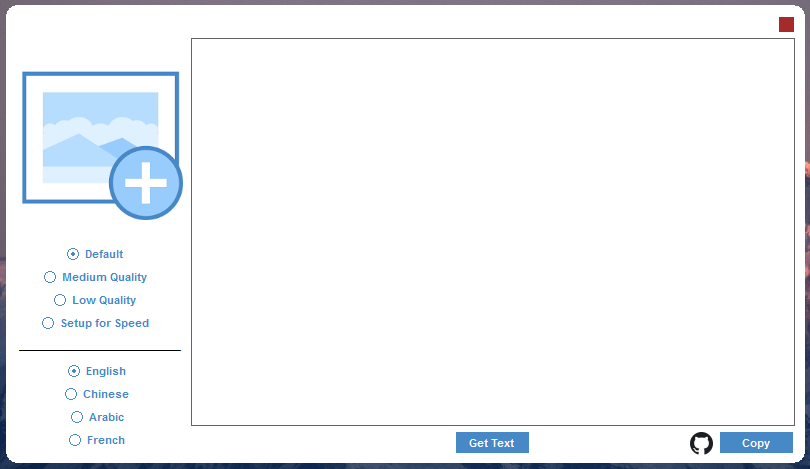 Default
Medium Quality
Low Quality
Setup for Speed
English
Chinese
Arabic
French
Get Text
Copy